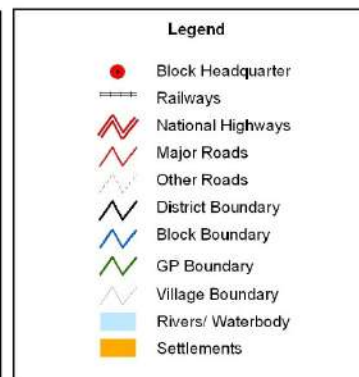 Legend
Block Headquarter
Railways
National Highways
Major Roads
Other Roads
District Boundary
Block Boundary
GP Boundary
Village Boundary
Rivers/ Waterbody
Settlements